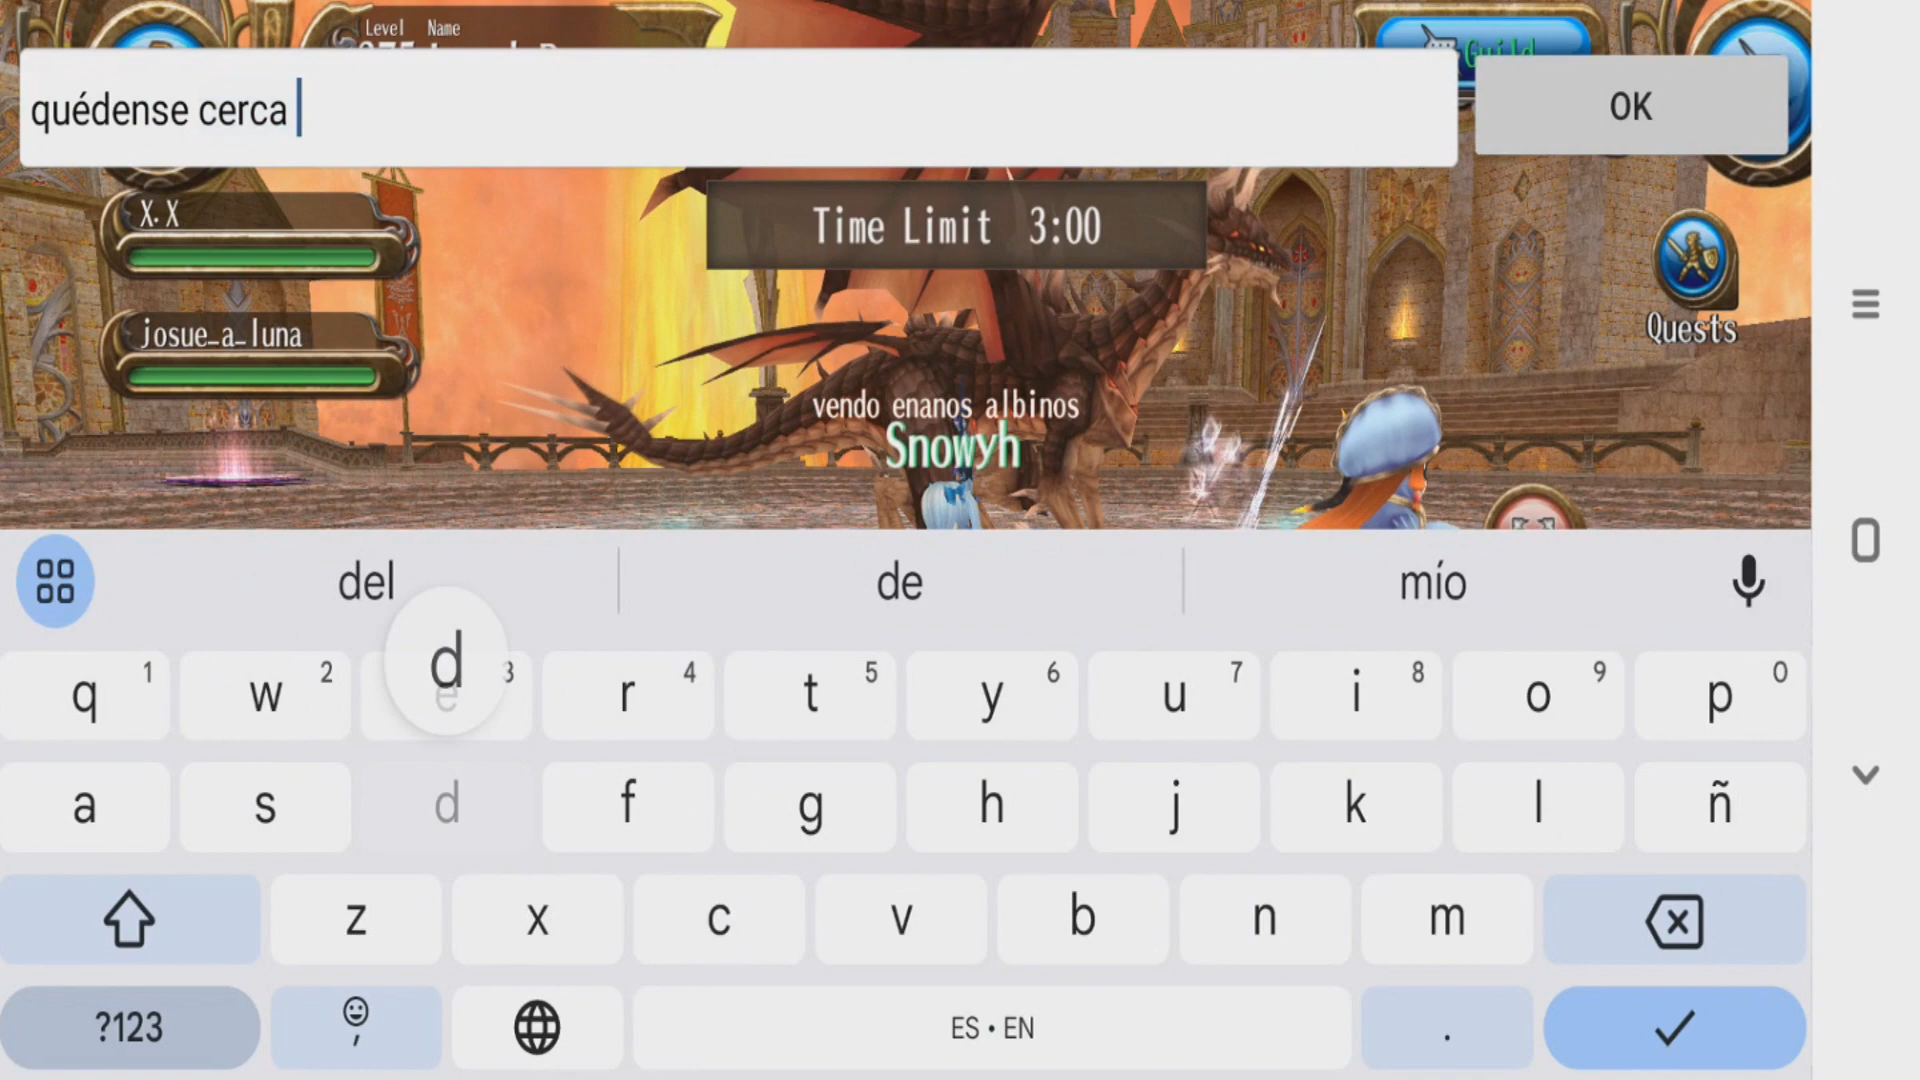 Level Name
Guild
quédense cerca
OK
X.X
Time Limit 3:00
josue_a_luna
Quests
vendo enanos albinos
Snowyh
del de mío
d
q 1 w 2 e 3 r 4 t 5 y 6 u 7 i 8 o 9 p 0
a s d f g h j k l ñ
z x c v b n m
?123 , ES • EN .